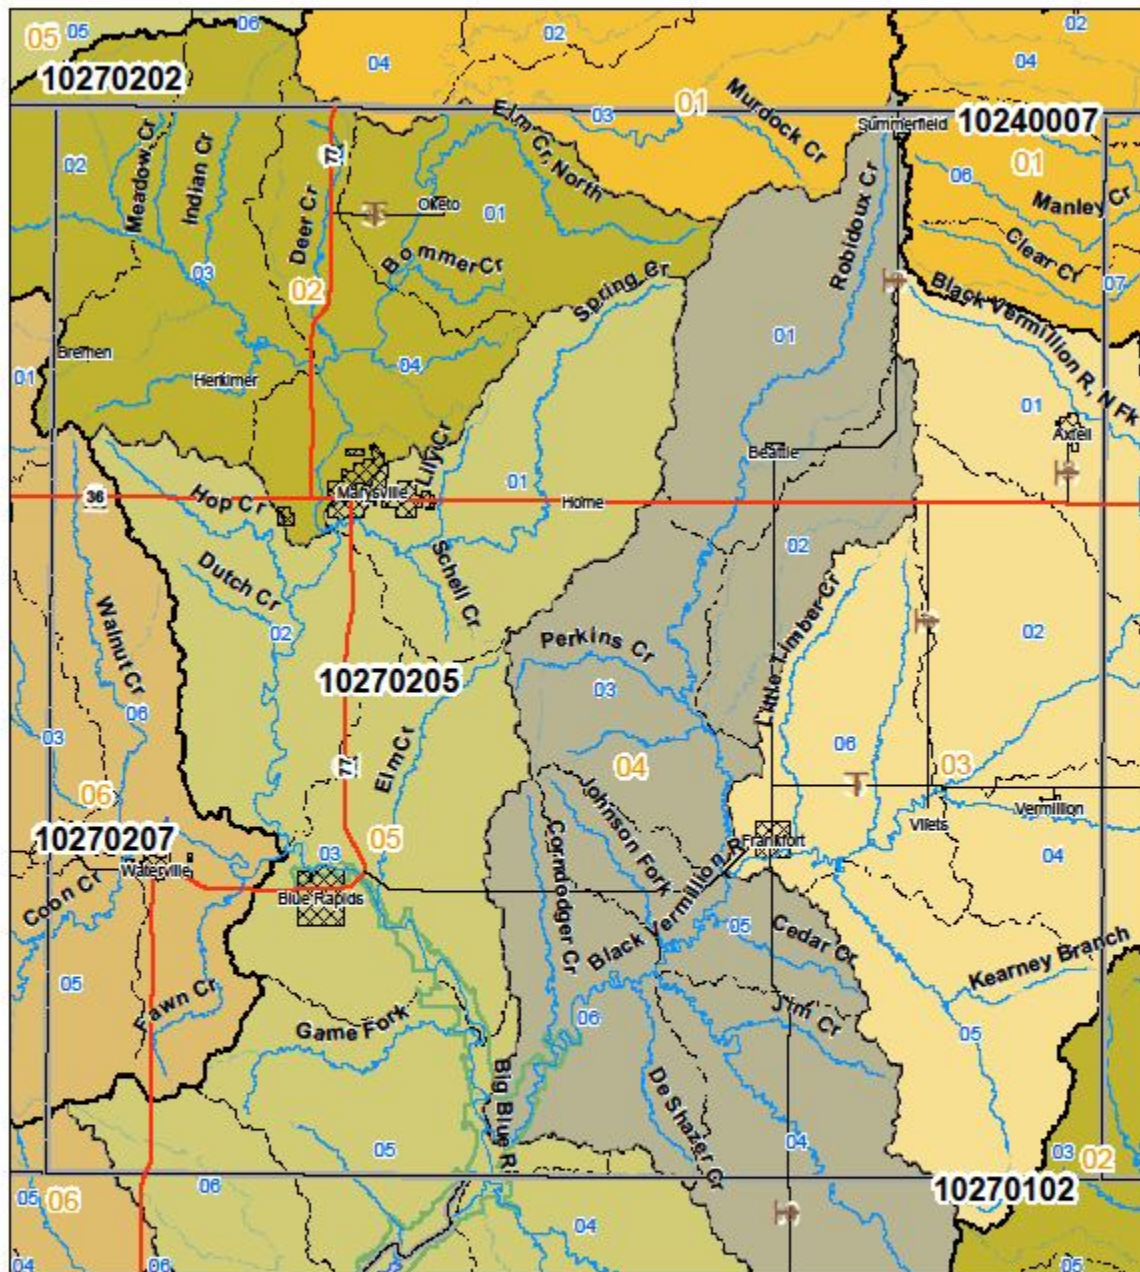 05
06
02
02
05
04
04
10270202
01
Murdock Cr
03
Elm Cr, North
Summerfield
10240007
01
Meadow Cr
Indian Cr
77
02
06
Manley Cr
Deer Cr
Oketo
01
Robidoux Cr
Clear Cr
Bommer Cr
03
Spring Cr
07
02
Black Vermillion R, N Fk
01
Bremen
04
01
Herkimer
01
Axtell
Lily Cr
Beattie
36
Hop Cr
Marysville
01
Home
02
Schell Cr
Dutch Cr
Little Timber Cr
Walnut Cr
02
Perkins Cr
02
10270205
03
06
03
77
Elm Cr
04
06
03
06
Johnson Fork
Vermillion
Vliets
10270207
05
Corndodger Cr
Frankfort
03
04
Waterville
Coon Cr
Blue Rapids
Black Vermillion R
05
Cedar Cr
Kearney Branch
05
Fawn Cr
Jim Cr
Game Fork
06
05
Big Blue R
De Shazer Cr
05
04
03
02
06
10270102
05
06
04
04
06
05